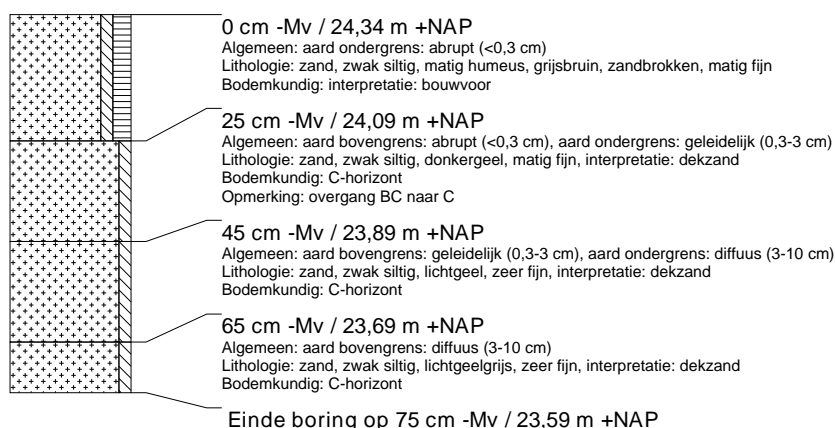 0 cm -Mv / 24,34 m +NAP
Algemeen: aard ondergrens: abrupt (<0,3 cm)
Lithologie: zand, zwak siltig, matig humeus, grijsbruin, zandbrokken, matig fijn
Bodemkundig: interpretatie: bouwvoor
25 cm -Mv / 24,09 m +NAP
Algemeen: aard bovengrens: abrupt (<0,3 cm), aard ondergrens: geleidelijk (0,3-3 cm)
Lithologie: zand, zwak siltig, donkergeel, matig fijn, interpretatie: dekzand
Bodemkundig: C-horizont
Opmerking: overgang BC naar C
45 cm -Mv / 23,89 m +NAP
Algemeen: aard bovengrens: geleidelijk (0,3-3 cm), aard ondergrens: diffuus (3-10 cm)
Lithologie: zand, zwak siltig, lichtgeel, zeer fijn, interpretatie: dekzand
Bodemkundig: C-horizont
65 cm -Mv / 23,69 m +NAP
Algemeen: aard bovengrens: diffuus (3-10 cm)
Lithologie: zand, zwak siltig, lichtgeelgrijs, zeer fijn, interpretatie: dekzand
Bodemkundig: C-horizont
Einde boring op 75 cm -Mv / 23,59 m +NAP